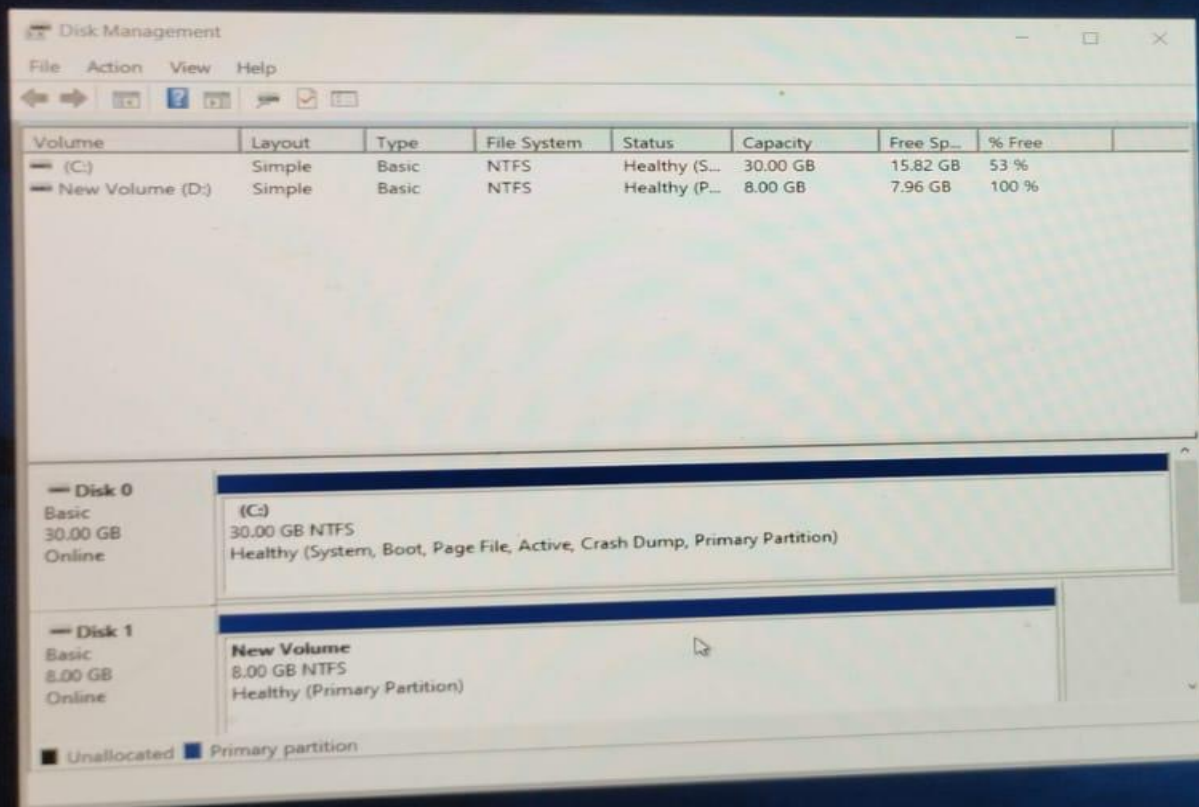 Disk Management
File Action View Help
Volume Layout Type File System Status Capacity Free Sp... % Free
(C:) Simple Basic NTFS Healthy (S... 30.00 GB 15.82 GB 53 %
New Volume (D:) Simple Basic NTFS Healthy (P... 8.00 GB 7.96 GB 100 %
Disk 0
Basic
30.00 GB
Online
(C:)
30.00 GB NTFS
Healthy (System, Boot, Page File, Active, Crash Dump, Primary Partition)
Disk 1
Basic
8.00 GB
Online
New Volume
8.00 GB NTFS
Healthy (Primary Partition)
Unallocated Primary partition